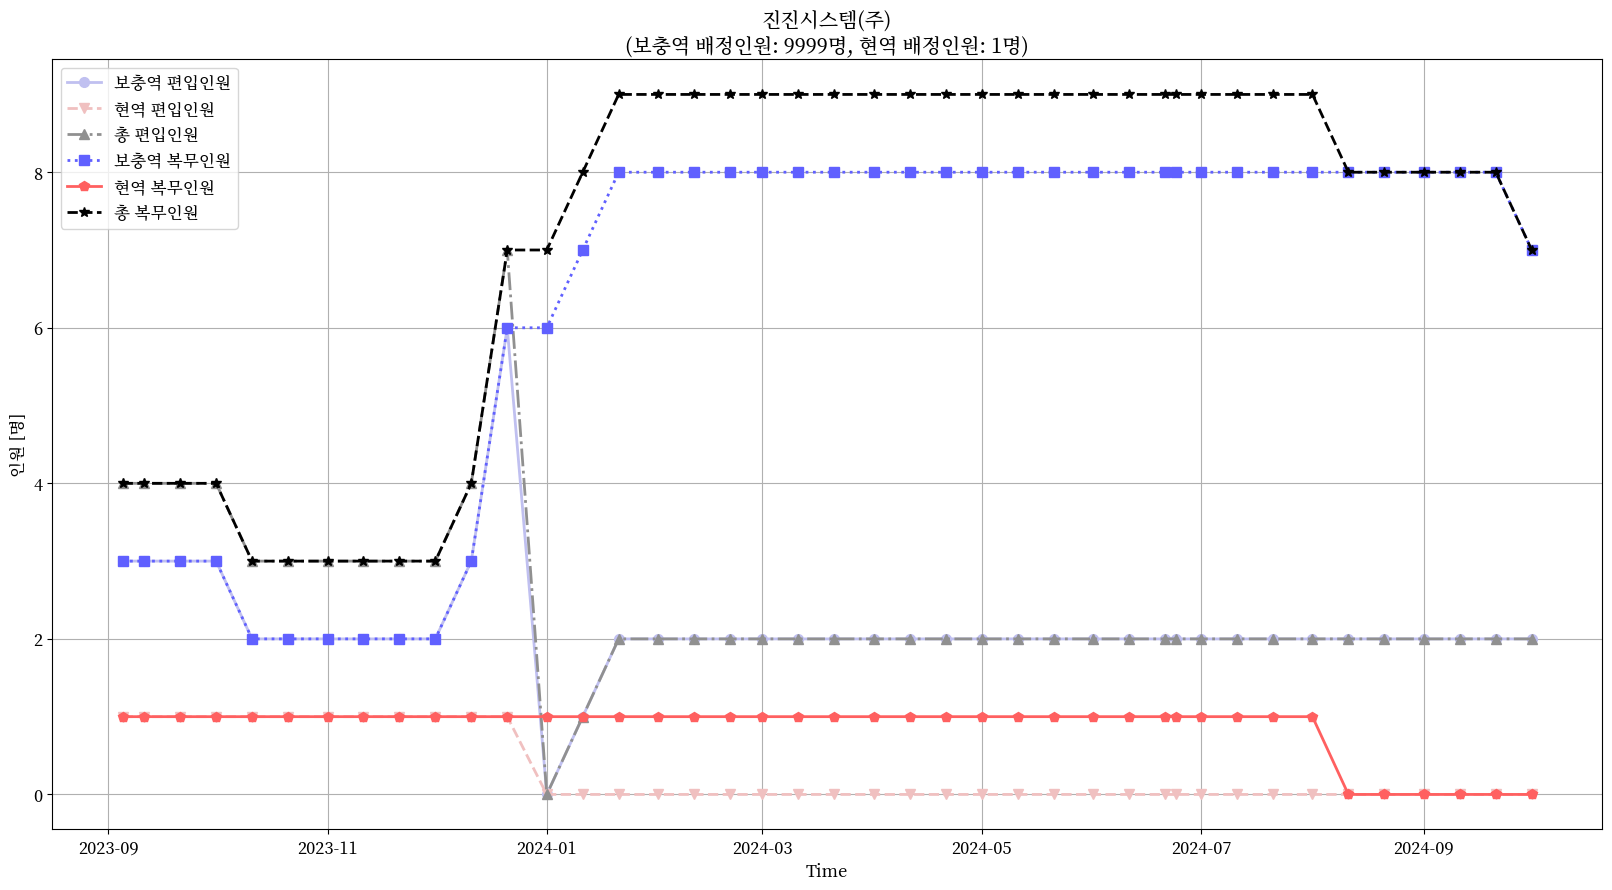 진진시스템(주)
(보충역 배정인원: 9999명, 현역 배정인원: 1명)
보충역 편입인원
현역 편입인원
총 편입인원
보충역 복무인원
현역 복무인원
총 복무인원
인원 [명]
8
6
4
2
0
2023-09
2023-11
2024-01
2024-03
2024-05
2024-07
2024-09
Time